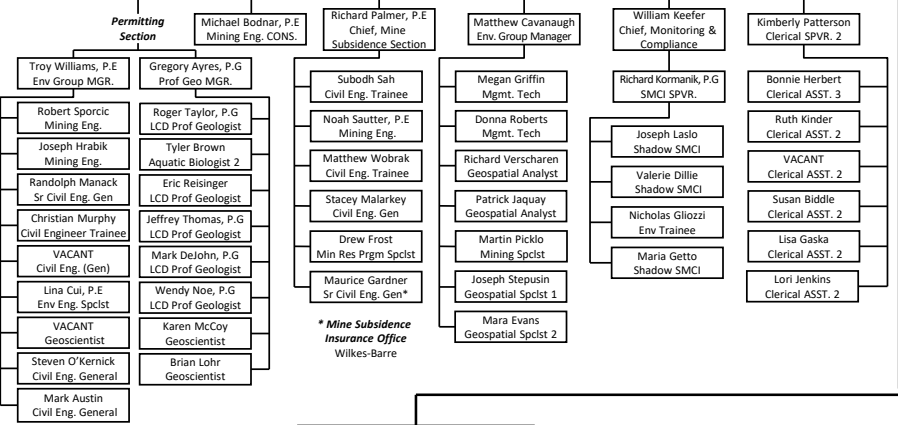 Permitting
Section
Michael Bodnar, P.E
Mining Eng. CONS.
Richard Palmer, P.E
Chief, Mine
Subsidence Section
Matthew Cavanaugh
Env. Group Manager
William Keefer
Chief, Monitoring &
Compliance
Kimberly Patterson
Clerical SPVR. 2
Troy Williams, P.E
Env Group MGR.
Robert Sporcic
Mining Eng.
Joseph Hrabik
Mining Eng.
Randolph Manack
Sr Civil Eng. Gen
Christian Murphy
Civil Engineer Trainee
VACANT
Civil Eng. (Gen)
Lina Cui, P.E
Env Eng. Spclst
VACANT
Geoscientist
Steven O'Kernick
Civil Eng. General
Mark Austin
Civil Eng. General
Gregory Ayres, P.G
Prof Geo MGR.
Roger Taylor, P.G
LCD Prof Geologist
Tyler Brown
Aquatic Biologist 2
Eric Reisinger
LCD Prof Geologist
Jeffrey Thomas, P.G
LCD Prof Geologist
Mark DeJohn, P.G
LCD Prof Geologist
Wendy Noe, P.G
LCD Prof Geologist
Karen McCoy
Geoscientist
Brian Lohr
Geoscientist
Subodh Sah
Civil Eng. Trainee
Noah Sautter, P.E
Mining Eng.
Matthew Wobrak
Civil Eng. Trainee
Stacey Malarkey
Civil Eng. Gen
Drew Frost
Min Res Prgm Spclst
Maurice Gardner
Sr Civil Eng. Gen*
* Mine Subsidence
Insurance Office
Wilkes-Barre
Megan Griffin
Mgmt. Tech
Donna Roberts
Mgmt. Tech
Richard Verscharen
Geospatial Analyst
Patrick Jaquay
Geospatial Analyst
Martin Picklo
Mining Spclst
Joseph Stepusin
Geospatial Spclst 1
Mara Evans
Geospatial Spclst 2
Richard Kormanik, P.G
SMCI SPVR.
Joseph Laslo
Shadow SMCI
Valerie Dillie
Shadow SMCI
Nicholas Gliozzi
Env Trainee
Maria Getto
Shadow SMCI
Bonnie Herbert
Clerical ASST. 3
Ruth Kinder
Clerical ASST. 2
VACANT
Clerical ASST. 2
Susan Biddle
Clerical ASST. 2
Lisa Gaska
Clerical ASST. 2
Lori Jenkins
Clerical ASST. 2